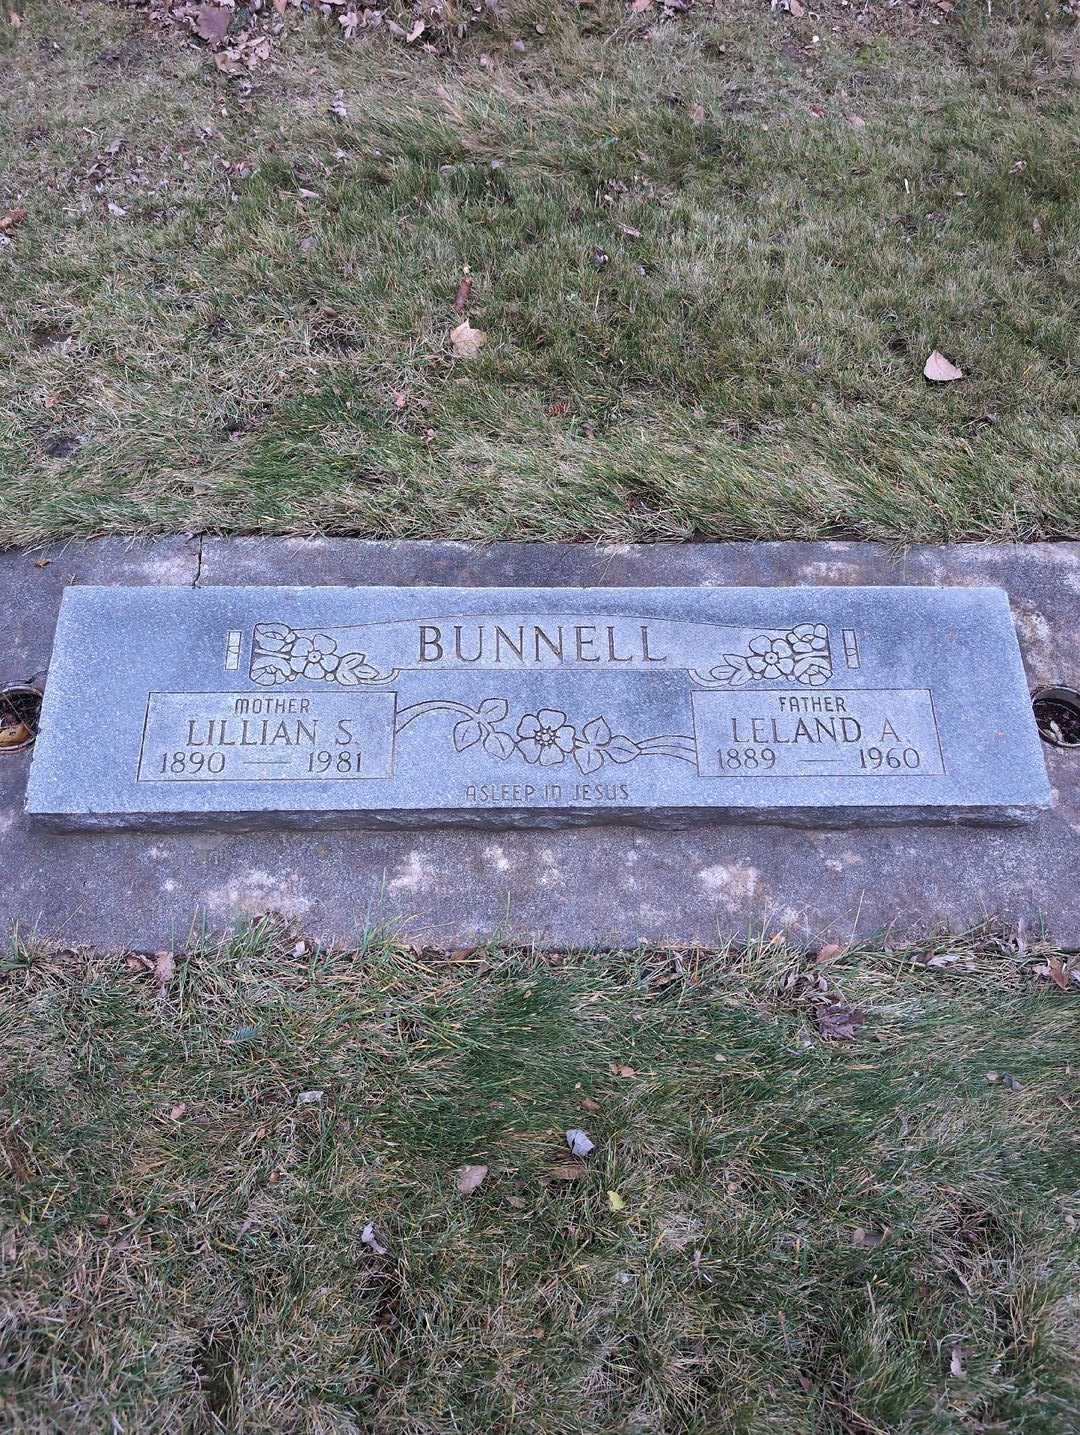 BUNNELL
MOTHER
LILLIAN S.
1890 — 1981
FATHER
LELAND A.
1889 — 1960
ASLEEP IN JESUS